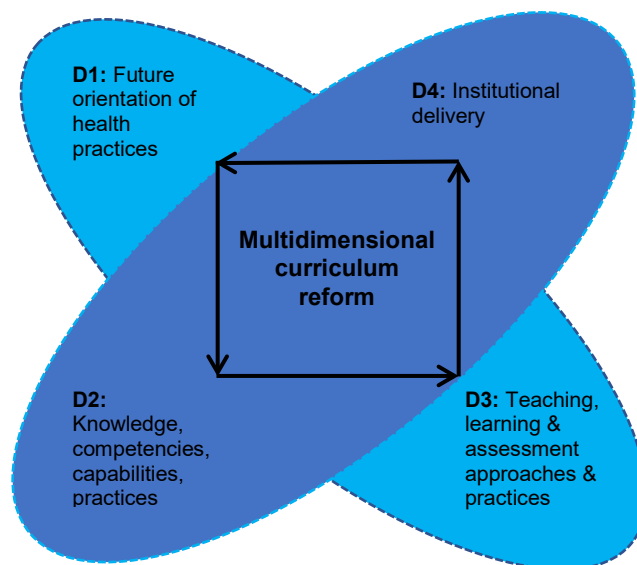 D1: Future
orientation of
health
practices
D4: Institutional
delivery
Multidimensional
curriculum
reform
D2:
Knowledge,
competencies,
capabilities,
practices
D3: Teaching,
learning &
assessment
approaches &
practices